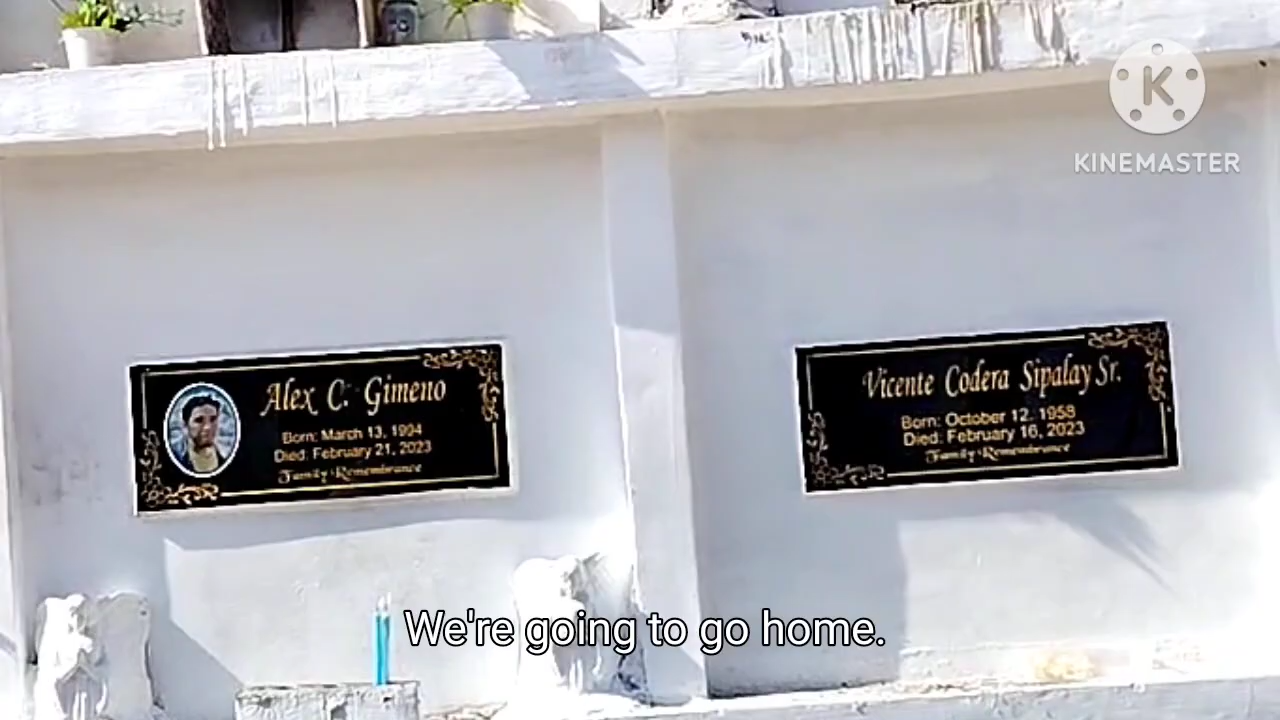 K
KINEMASTER
Alex C. Gimeno
Born: March 13, 1994
Died: February 21, 2023
Family Remembrance
Vicente Codera Sipalay Sr.
Born: October 12, 1958
Died: February 16, 2023
Family Remembrance
We're going to go home.